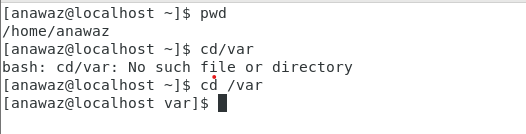 [anawaz@localhost ~]$ pwd
/home/anawaz
[anawaz@localhost ~]$ cd/var
bash: cd/var: No such file or directory
[anawaz@localhost ~]$ cd /var
[anawaz@localhost var]$